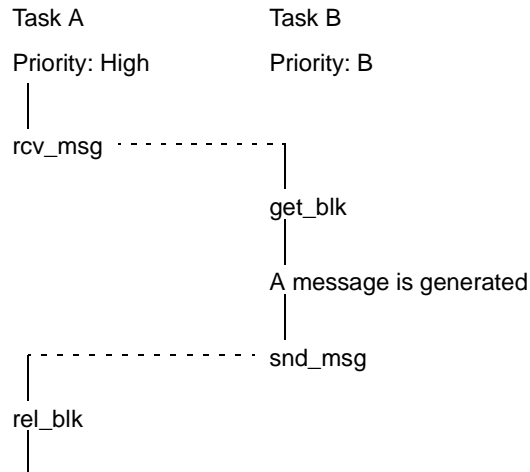 Task A Task B
Priority: High Priority: B
rcv_msg
get_blk
A message is generated
snd_msg
rel_blk